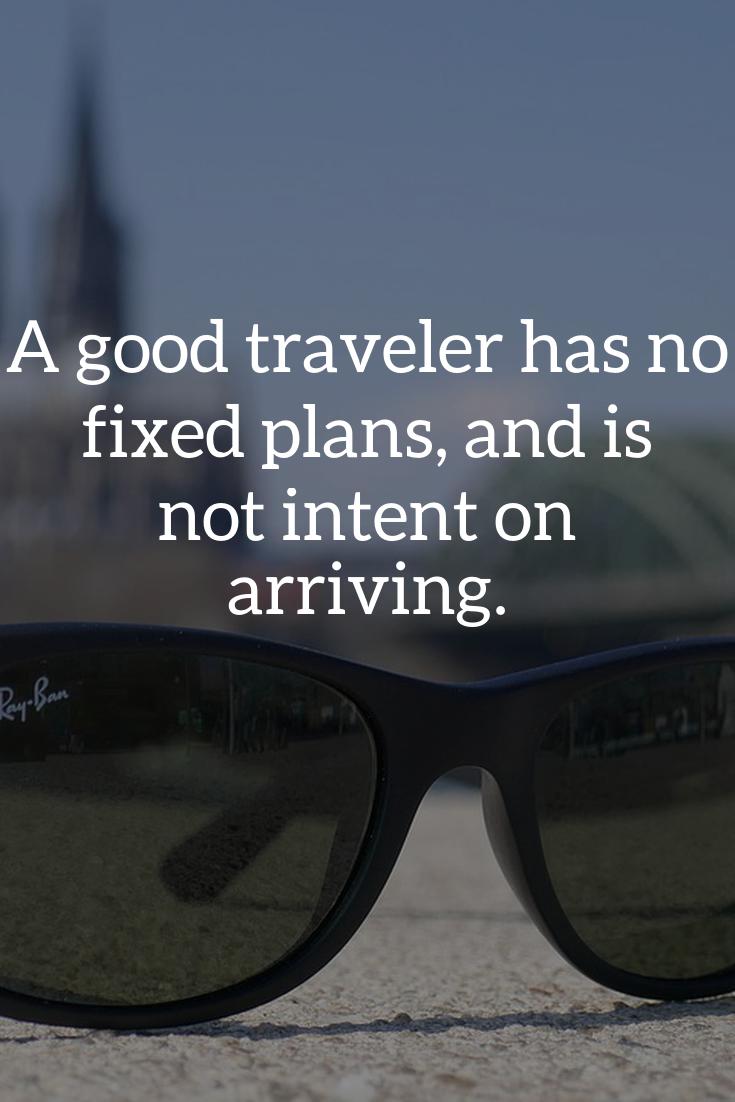 A good traveler has no
fixed plans, and is
not intent on
arriving.
Ray-Ban